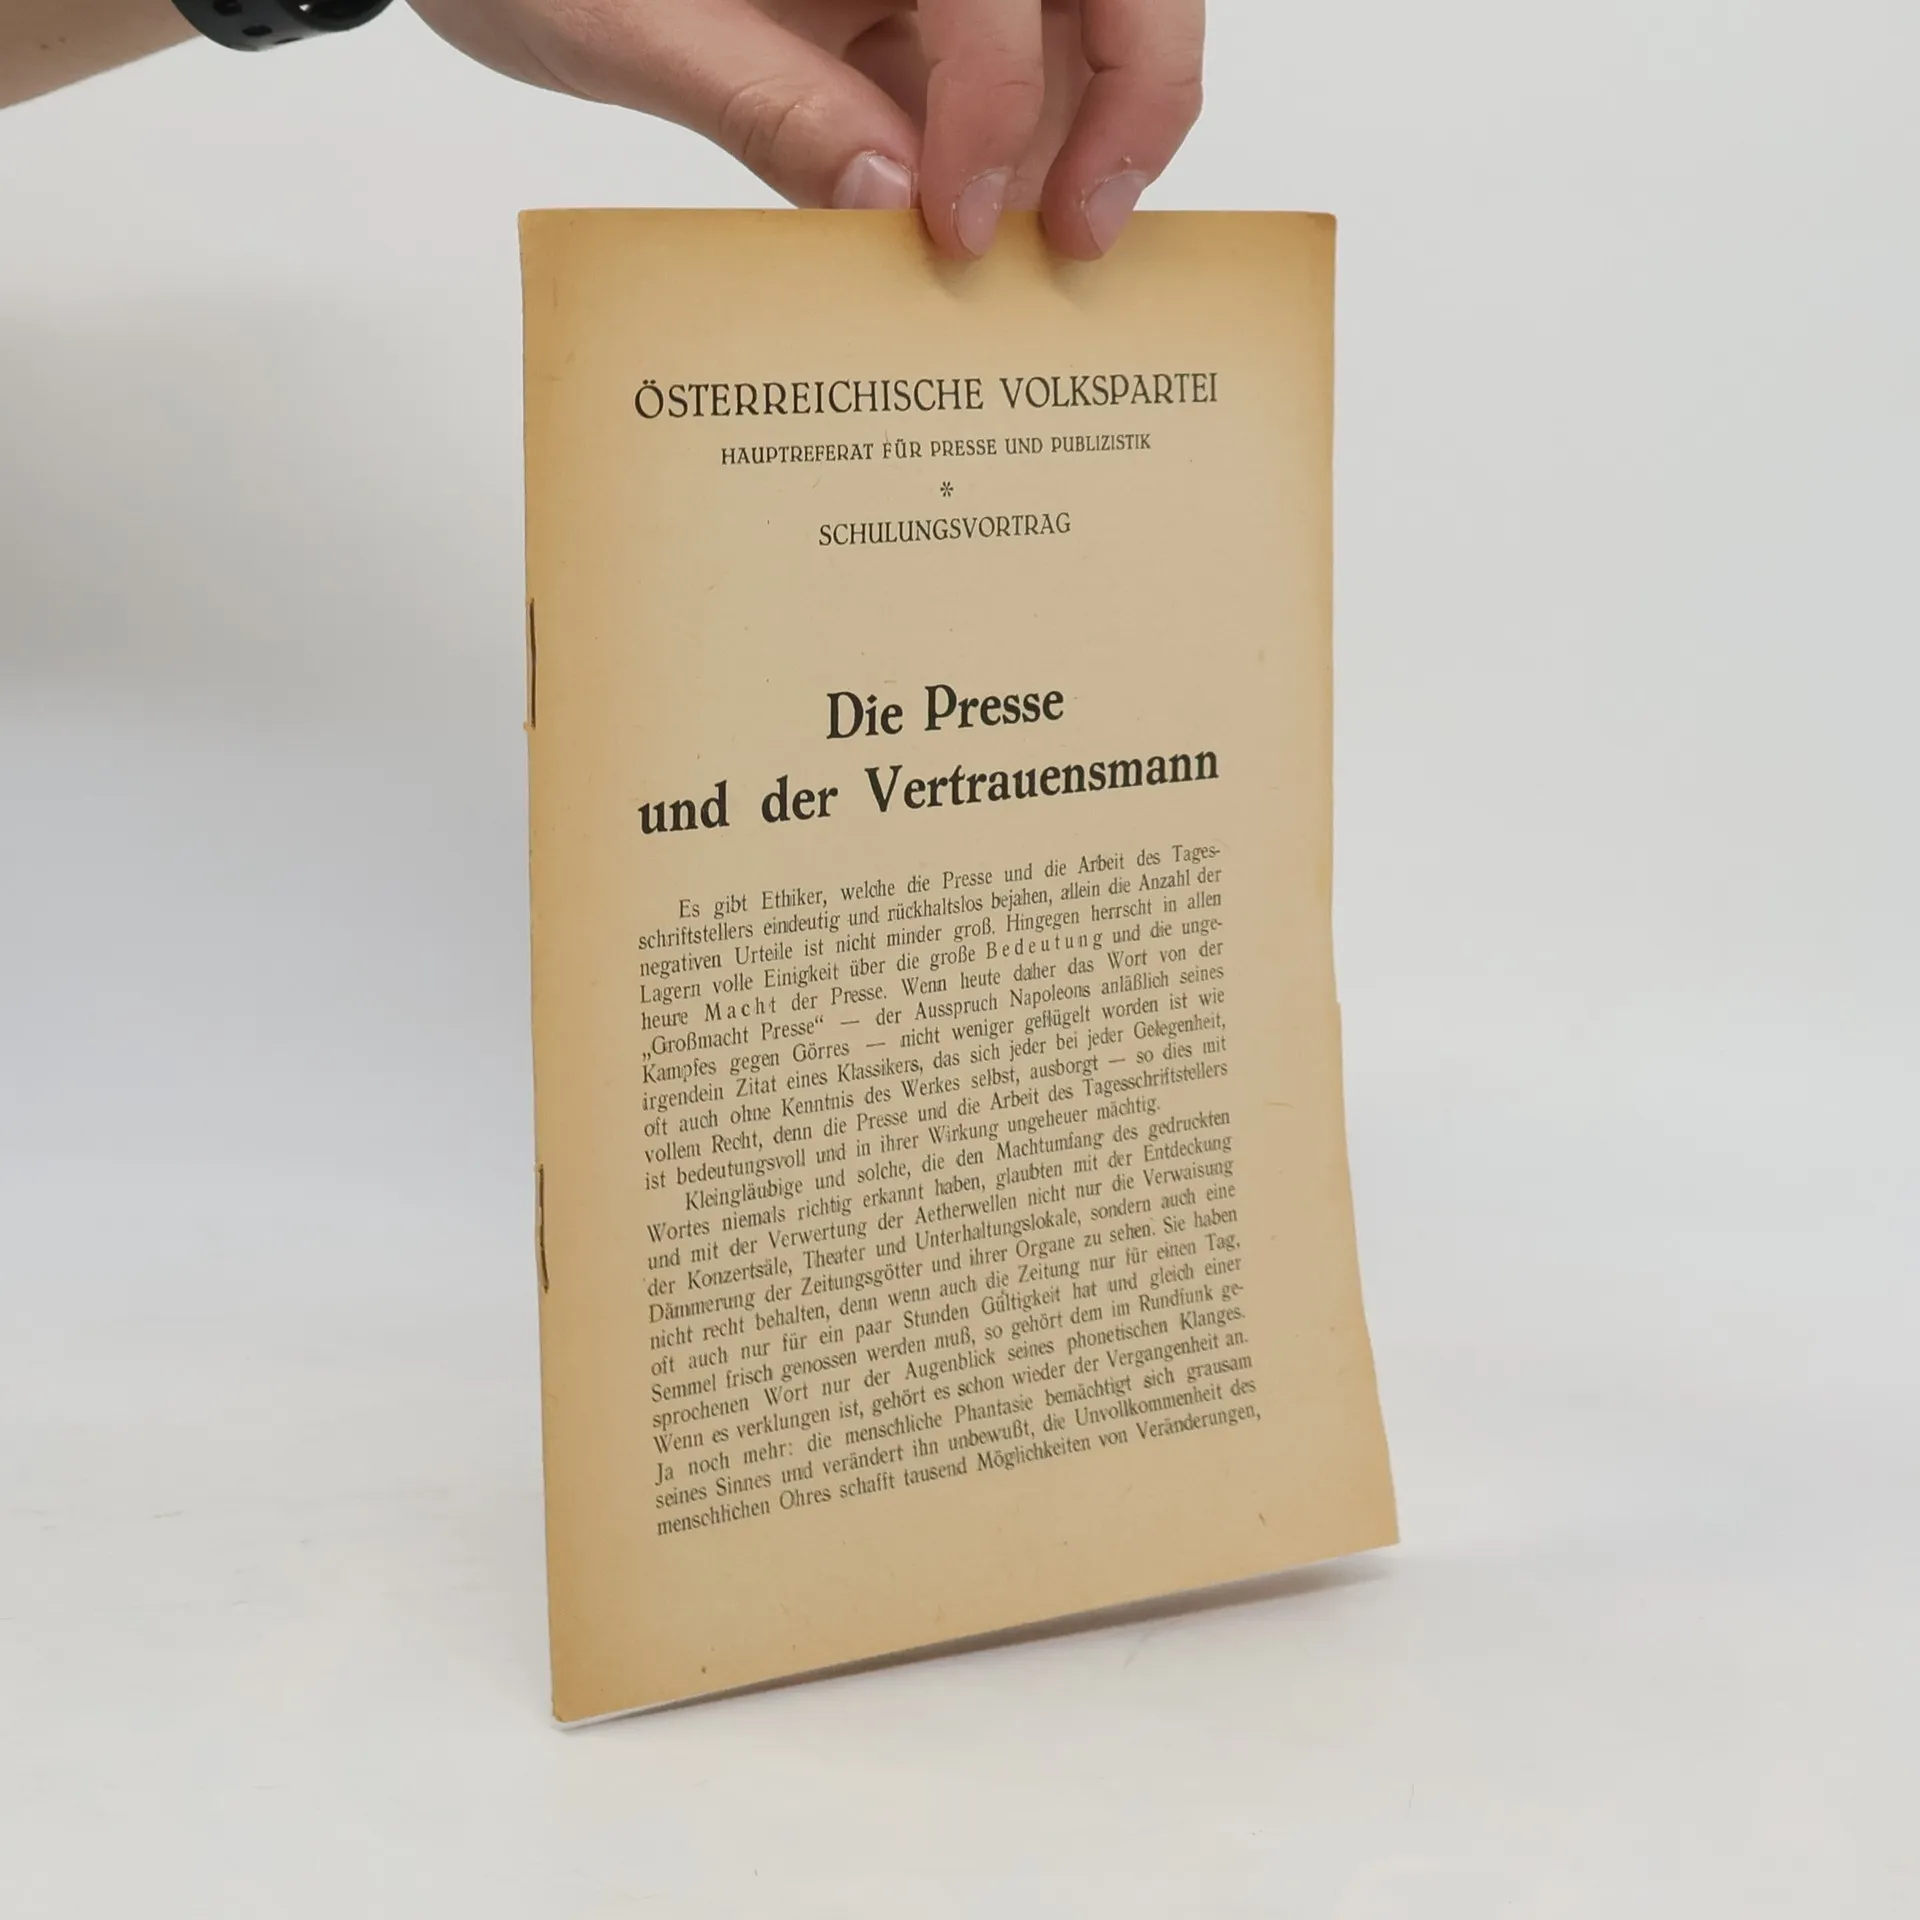 ÖSTERREICHISCHE VOLKSPARTEI
HAUPTREFERAT FÜR PRESSE UND PUBLIZISTIK
*
SCHULUNGSVORTRAG
Die Presse
und der Vertrauensmann
Es gibt Ethiker, welche die Presse und die Arbeit des Tages-
schriftstellers eindeutig und rückhaltslos bejahen, allein die Anzahl der
negativen Urteile ist nicht minder groß. Hingegen herrscht in allen
Lagern volle Einigkeit über die große Bedeutung und die unge-
heure Macht der Presse. Wenn heute daher das Wort von der
„Großmacht Presse“ — der Ausspruch Napoleons anläßlich seines
Kampfes gegen Görres — nicht weniger geflügelt worden ist wie
irgendein Zitat eines Klassikers, das sich jeder bei jeder Gelegenheit,
oft auch ohne Kenntnis des Werkes selbst, ausborgt — so dies mit
vollem Recht, denn die Presse und die Arbeit des Tagesschriftstellers
ist bedeutungsvoll und in ihrer Wirkung ungeheuer mächtig.
Kleingläubige und solche, die den Machtumfang des gedruckten
Wortes niemals richtig erkannt haben, glaubten mit der Entdeckung
und mit der Verwertung der Aetherwellen nicht nur die Verwaisung
der Konzertsäle, Theater und Unterhaltungslokale, sondern auch eine
Dämmerung der Zeitungsgötter und ihrer Organe zu sehen. Sie haben
nicht recht behalten, denn wenn auch die Zeitung nur für einen Tag,
oft auch nur für ein paar Stunden Gültigkeit hat und gleich einer
Semmel frisch genossen werden muß, so gehört dem im Rundfunk ge-
sprochenen Wort nur der Augenblick seines phonetischen Klanges.
Wenn es verklungen ist, gehört es schon wieder der Vergangenheit an.
Ja noch mehr: die menschliche Phantasie bemächtigt sich grausam
seines Sinnes und verändert ihn unbewußt, die Unvollkommenheit des
menschlichen Ohres schafft tausend Möglichkeiten von Veränderungen,